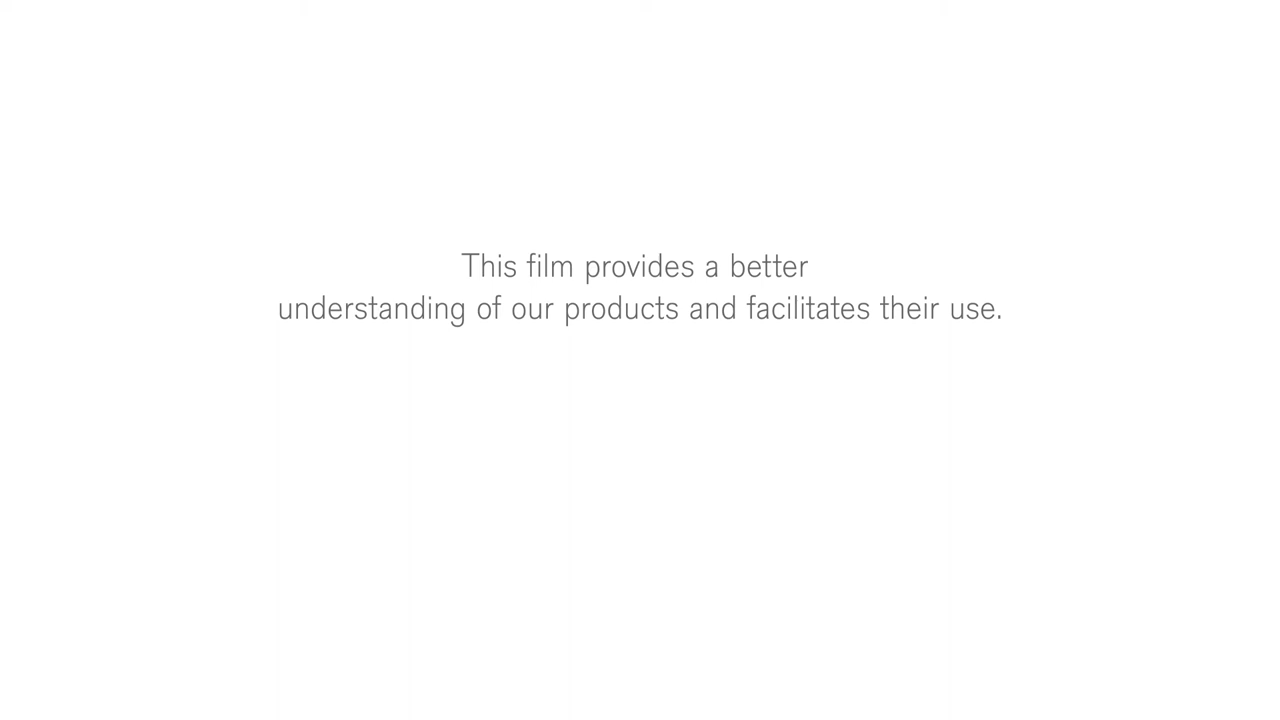 This film provides a better
understanding of our products and facilitates their use.